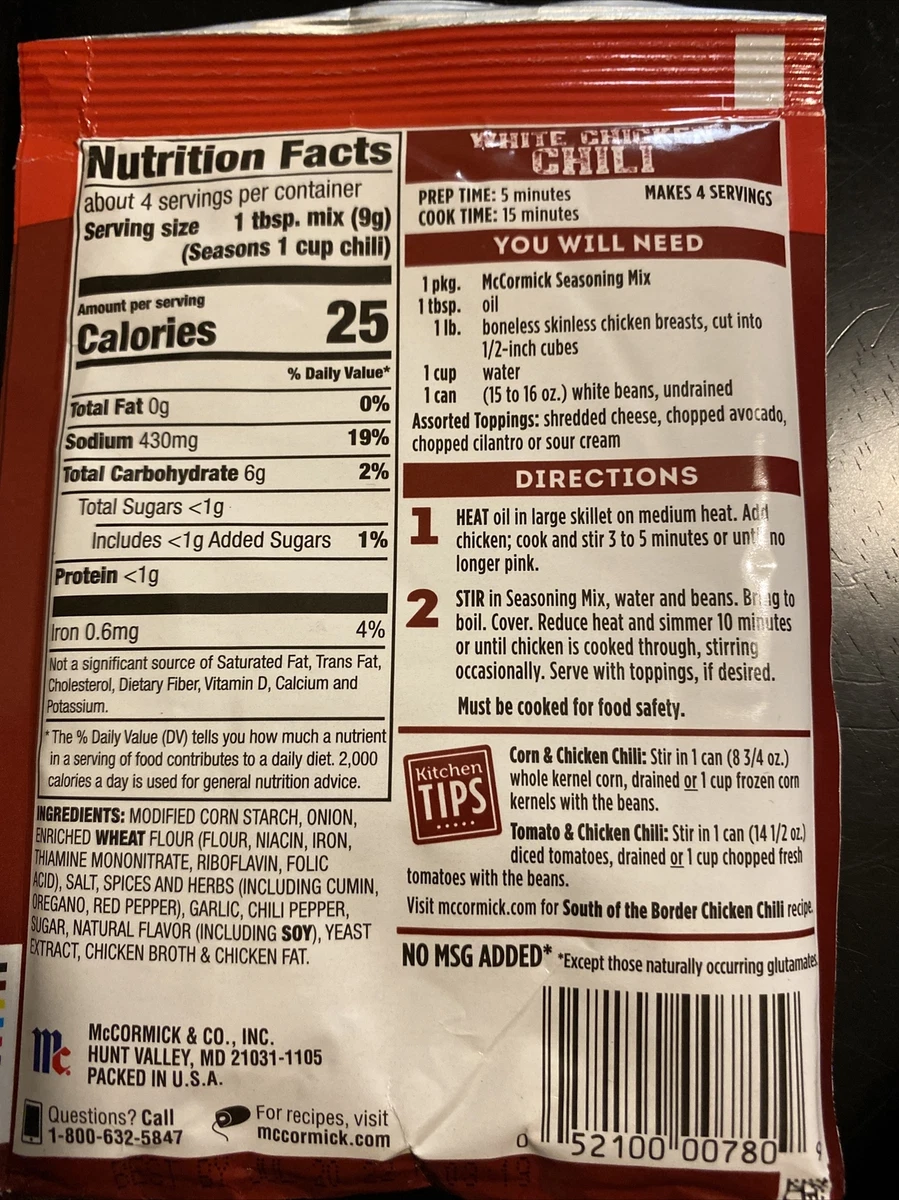 Nutrition Facts
about 4 servings per container
Serving size 1 tbsp. mix (9g)
(Seasons 1 cup chili)
Amount per serving
Calories 25
% Daily Value*
Total Fat 0g 0%
Sodium 430mg 19%
Total Carbohydrate 6g 2%
Total Sugars <1g
Includes <1g Added Sugars 1%
Protein <1g
Iron 0.6mg 4%
Not a significant source of Saturated Fat, Trans Fat,
Cholesterol, Dietary Fiber, Vitamin D, Calcium and
Potassium.
*The % Daily Value (DV) tells you how much a nutrient
in a serving of food contributes to a daily diet. 2,000
calories a day is used for general nutrition advice.
INGREDIENTS: MODIFIED CORN STARCH, ONION,
ENRICHED WHEAT FLOUR (FLOUR, NIACIN, IRON,
THIAMINE MONONITRATE, RIBOFLAVIN, FOLIC
ACID), SALT, SPICES AND HERBS (INCLUDING CUMIN,
OREGANO, RED PEPPER), GARLIC, CHILI PEPPER,
SUGAR, NATURAL FLAVOR (INCLUDING SOY), YEAST
EXTRACT, CHICKEN BROTH & CHICKEN FAT.
Mc
McCORMICK & CO., INC.
HUNT VALLEY, MD 21031-1105
PACKED IN U.S.A.
Questions? Call
1-800-632-5847
For recipes, visit
mccormick.com
WHITE CHICKEN
CHILI
PREP TIME: 5 minutes MAKES 4 SERVINGS
COOK TIME: 15 minutes
YOU WILL NEED
1 pkg. McCormick Seasoning Mix
1 tbsp. oil
1 lb. boneless skinless chicken breasts, cut into
1/2-inch cubes
1 cup water
1 can (15 to 16 oz.) white beans, undrained
Assorted Toppings: shredded cheese, chopped avocado,
chopped cilantro or sour cream
DIRECTIONS
1 HEAT oil in large skillet on medium heat. Add
chicken; cook and stir 3 to 5 minutes or until no
longer pink.
2 STIR in Seasoning Mix, water and beans. Bring to
boil. Cover. Reduce heat and simmer 10 minutes
or until chicken is cooked through, stirring
occasionally. Serve with toppings, if desired.
Must be cooked for food safety.
Kitchen
TIPS
Corn & Chicken Chili: Stir in 1 can (8 3/4 oz.)
whole kernel corn, drained or 1 cup frozen corn
kernels with the beans.
Tomato & Chicken Chili: Stir in 1 can (14 1/2 oz.)
diced tomatoes, drained or 1 cup chopped fresh
tomatoes with the beans.
Visit mccormick.com for South of the Border Chicken Chili recipe.
NO MSG ADDED* *Except those naturally occurring glutamates
0 52100 00780 9